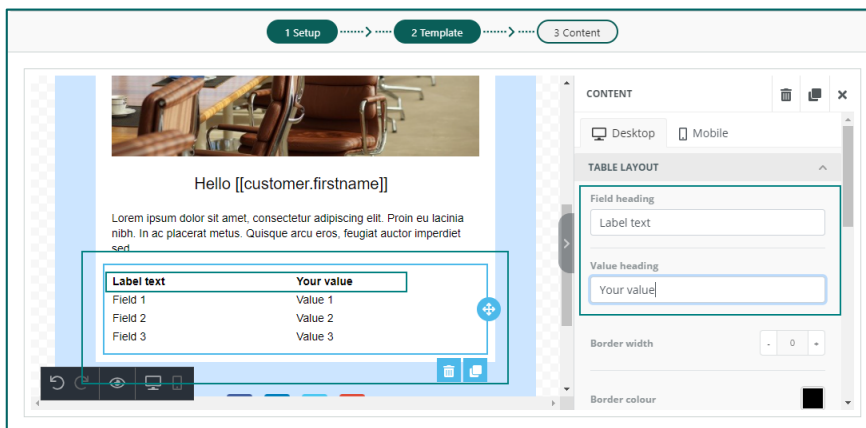 1 Setup
2 Template
3 Content
Hello [[customer.firstname]]
Lorem ipsum dolor sit amet, consectetur adipiscing elit. Proin eu lacinia
nibh. In ac placerat metus. Quisque arcu eros, feugiat auctor imperdiet
sed
Label text Your value
Field 1 Value 1
Field 2 Value 2
Field 3 Value 3
CONTENT
Desktop Mobile
TABLE LAYOUT
Field heading
Label text
Value heading
Your value
Border width - 0 +
Border colour